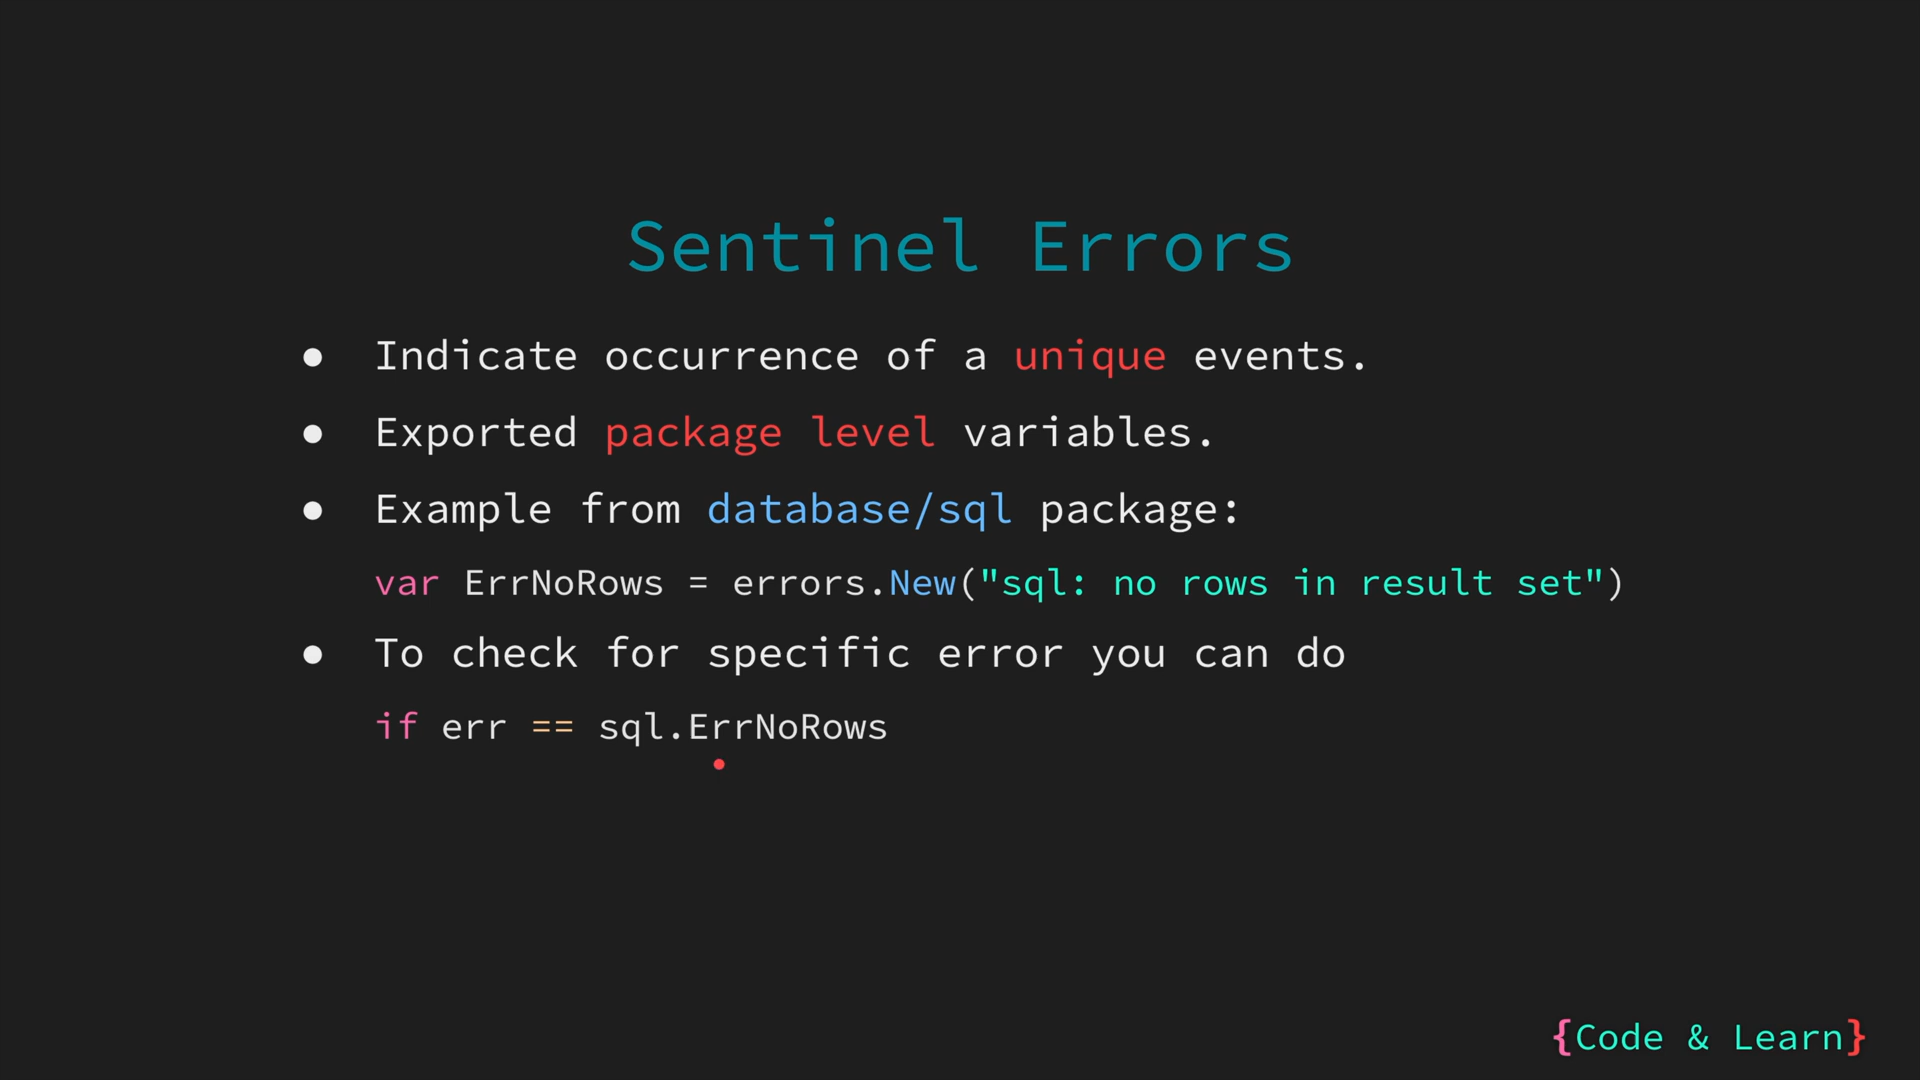 Sentinel Errors
● Indicate occurrence of a unique events.
● Exported package level variables.
● Example from database/sql package:
var ErrNoRows = errors.New("sql: no rows in result set")
● To check for specific error you can do
if err == sql.ErrNoRows
{Code & Learn}